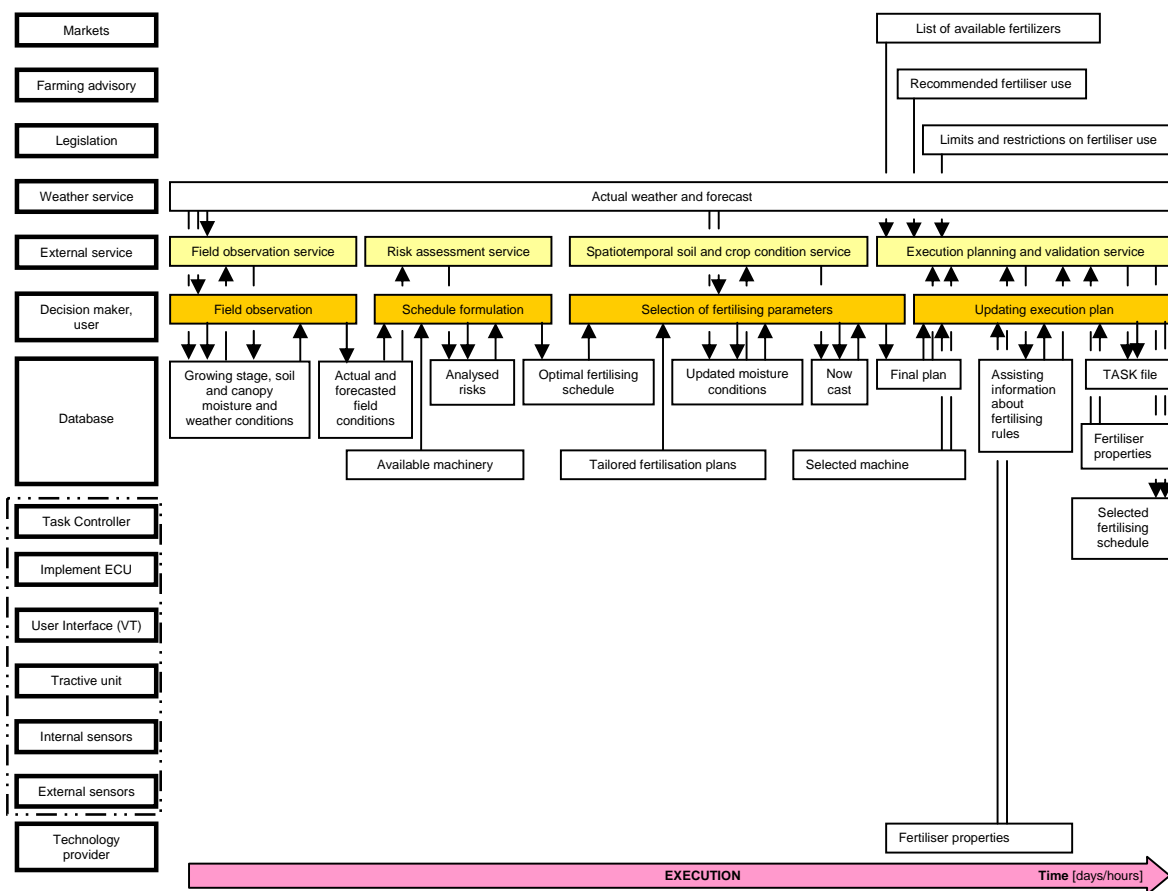 Markets
List of available fertilizers
Farming advisory
Recommended fertiliser use
Legislation
Limits and restrictions on fertiliser use
Weather service
Actual weather and forecast
External service
Field observation service
Risk assessment service
Spatiotemporal soil and crop condition service
Execution planning and validation service
Decision maker,
user
Field observation
Schedule formulation
Selection of fertilising parameters
Updating execution plan
Database
Growing stage, soil
and canopy
moisture and
weather conditions
Actual and
forecasted
field
conditions
Analysed
risks
Optimal fertilising
schedule
Updated moisture
conditions
Now
cast
Final plan
Assisting
information
about
fertilising
rules
TASK file
Fertiliser
properties
Available machinery
Tailored fertilisation plans
Selected machine
Selected
fertilising
schedule
Task Controller
Implement ECU
User Interface (VT)
Tractive unit
Internal sensors
External sensors
Technology
provider
Fertiliser properties
EXECUTION
Time [days/hours]